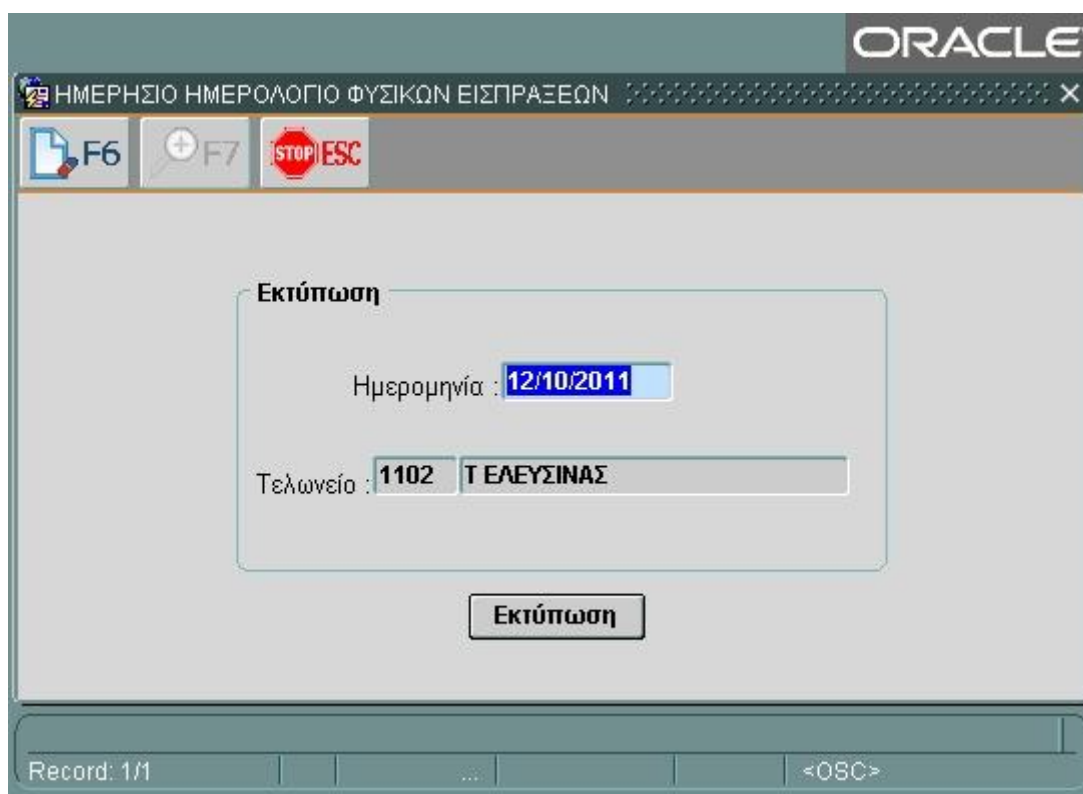 ORACLE
ΗΜΕΡΗΣΙΟ ΗΜΕΡΟΛΟΓΙΟ ΦΥΣΙΚΩΝ ΕΙΣΠΡΑΞΕΩΝ
F6 F7 STOP ESC
Εκτύπωση
Ημερομηνία : 12/10/2011
Τελωνείο : 1102 Τ ΕΛΕΥΣΙΝΑΣ
Εκτύπωση
Record: 1/1 ... <OSC>